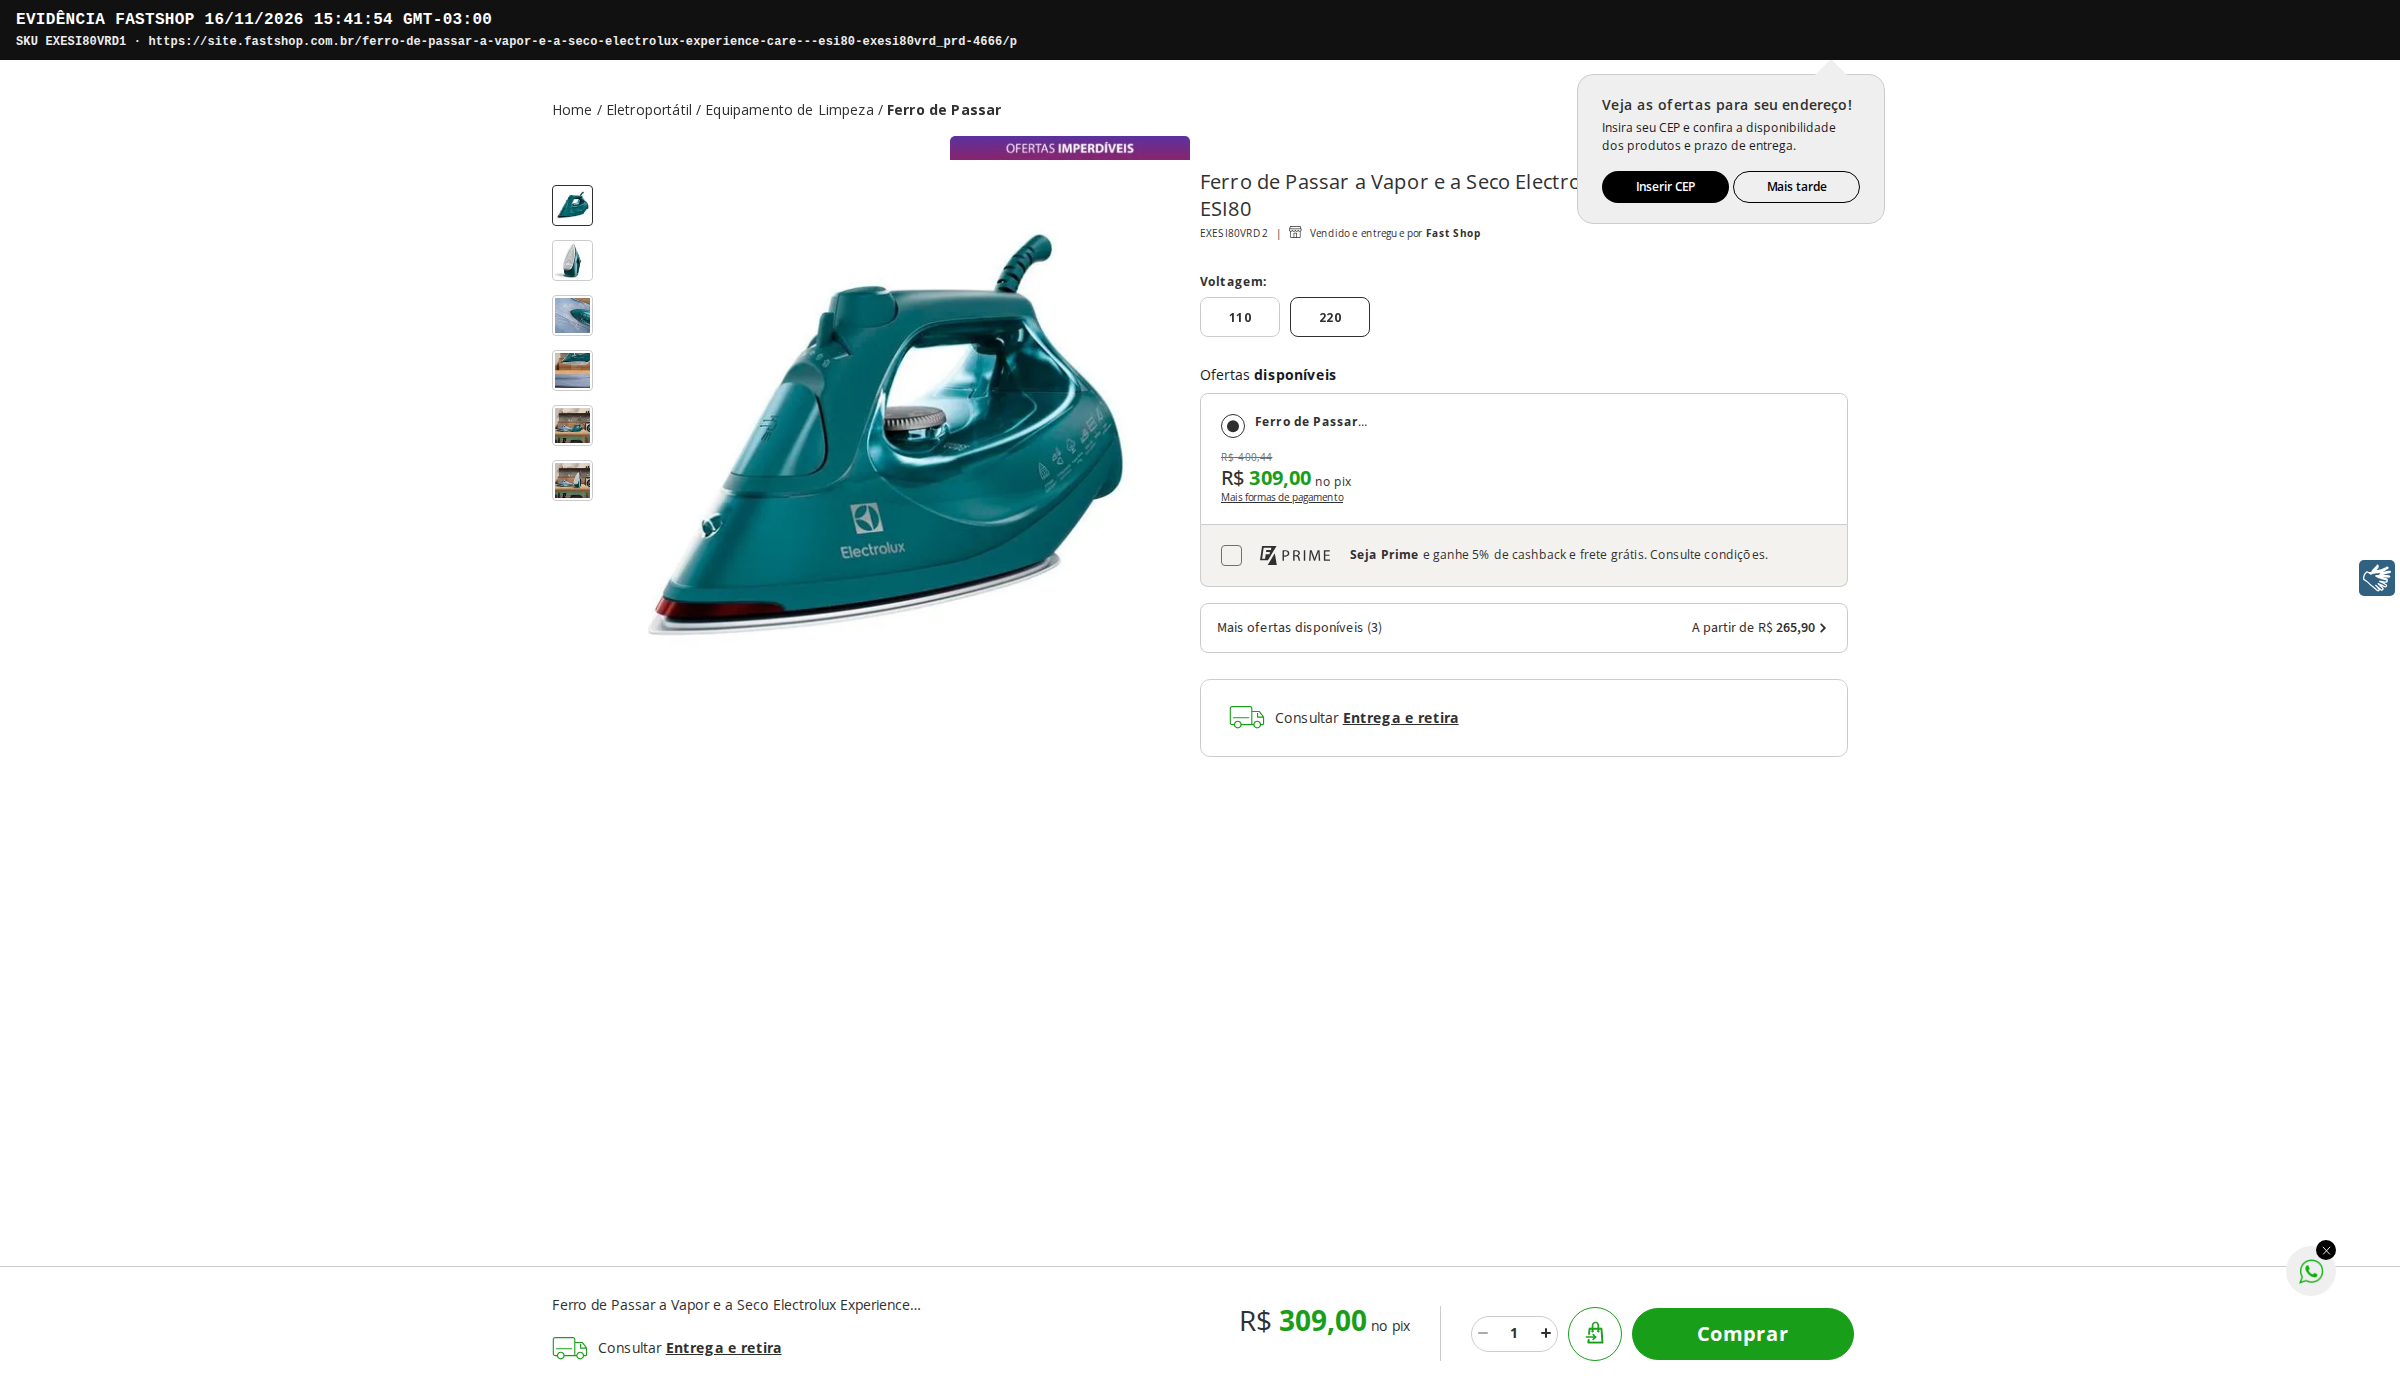 EVIDÊNCIA FASTSHOP 16/11/2026 15:41:54 GMT-03:00
SKU EXESI80VRD1 · https://site.fastshop.com.br/ferro-de-passar-a-vapor-e-a-seco-electrolux-experience-care---esi80-exesi80vrd_prd-4666/p
Home / Eletroportátil / Equipamento de Limpeza / Ferro de Passar
Veja as ofertas para seu endereço!
Insira seu CEP e confira a disponibilidade
dos produtos e prazo de entrega.
Inserir CEP
Mais tarde
OFERTAS IMPERDÍVEIS
Ferro de Passar a Vapor e a Seco Electro
ESI80
EXESI80VRD2 | Vendido e entregue por Fast Shop
Voltagem:
110
220
Ofertas disponíveis
Ferro de Passar...
R$ 400,44
R$ 309,00 no pix
Mais formas de pagamento
PRIME Seja Prime e ganhe 5% de cashback e frete grátis. Consulte condições.
Mais ofertas disponíveis (3)
A partir de R$ 265,90
Consultar Entrega e retira
Electrolux
Ferro de Passar a Vapor e a Seco Electrolux Experience...
Consultar Entrega e retira
R$ 309,00 no pix
1
Comprar